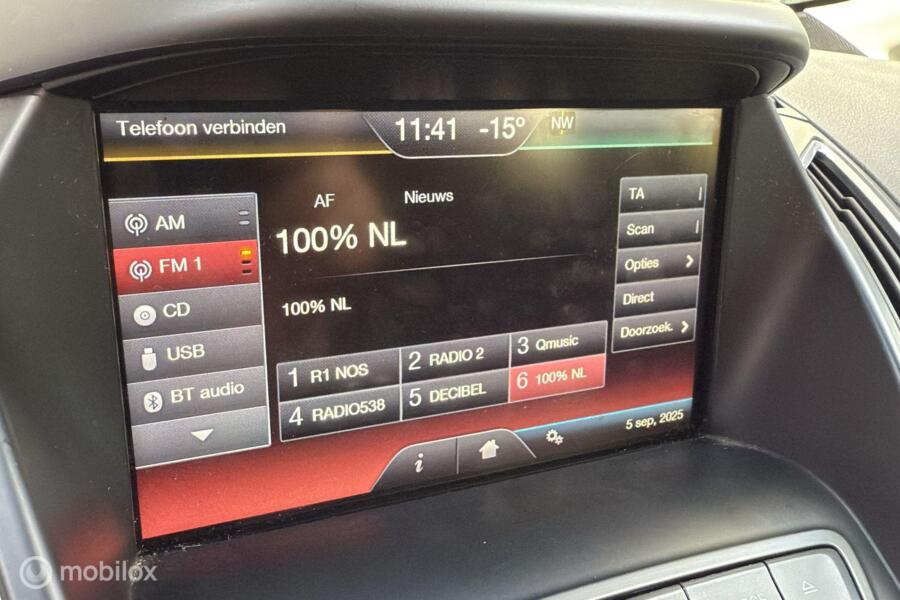 Telefoon verbinden
11:41 -15° NW
AF Nieuws
100% NL
100% NL
AM
FM 1
CD
USB
BT audio
TA
Scan
Opties
Direct
Doorzoek.
1 R1 NOS
2 RADIO 2
3 Qmusic
4 RADIO538
5 DECIBEL
6 100% NL
i
5 sep, 2025
mobilox